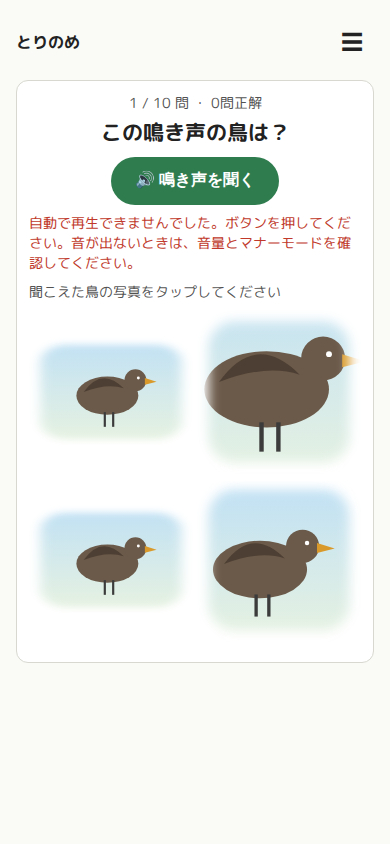 とりのめ
1 / 10 問 · 0問正解
この鳴き声の鳥は？
鳴き声を聞く
自動で再生できませんでした。ボタンを押してくだ
さい。音が出ないときは、音量とマナーモードを確
認してください。
聞こえた鳥の写真をタップしてください